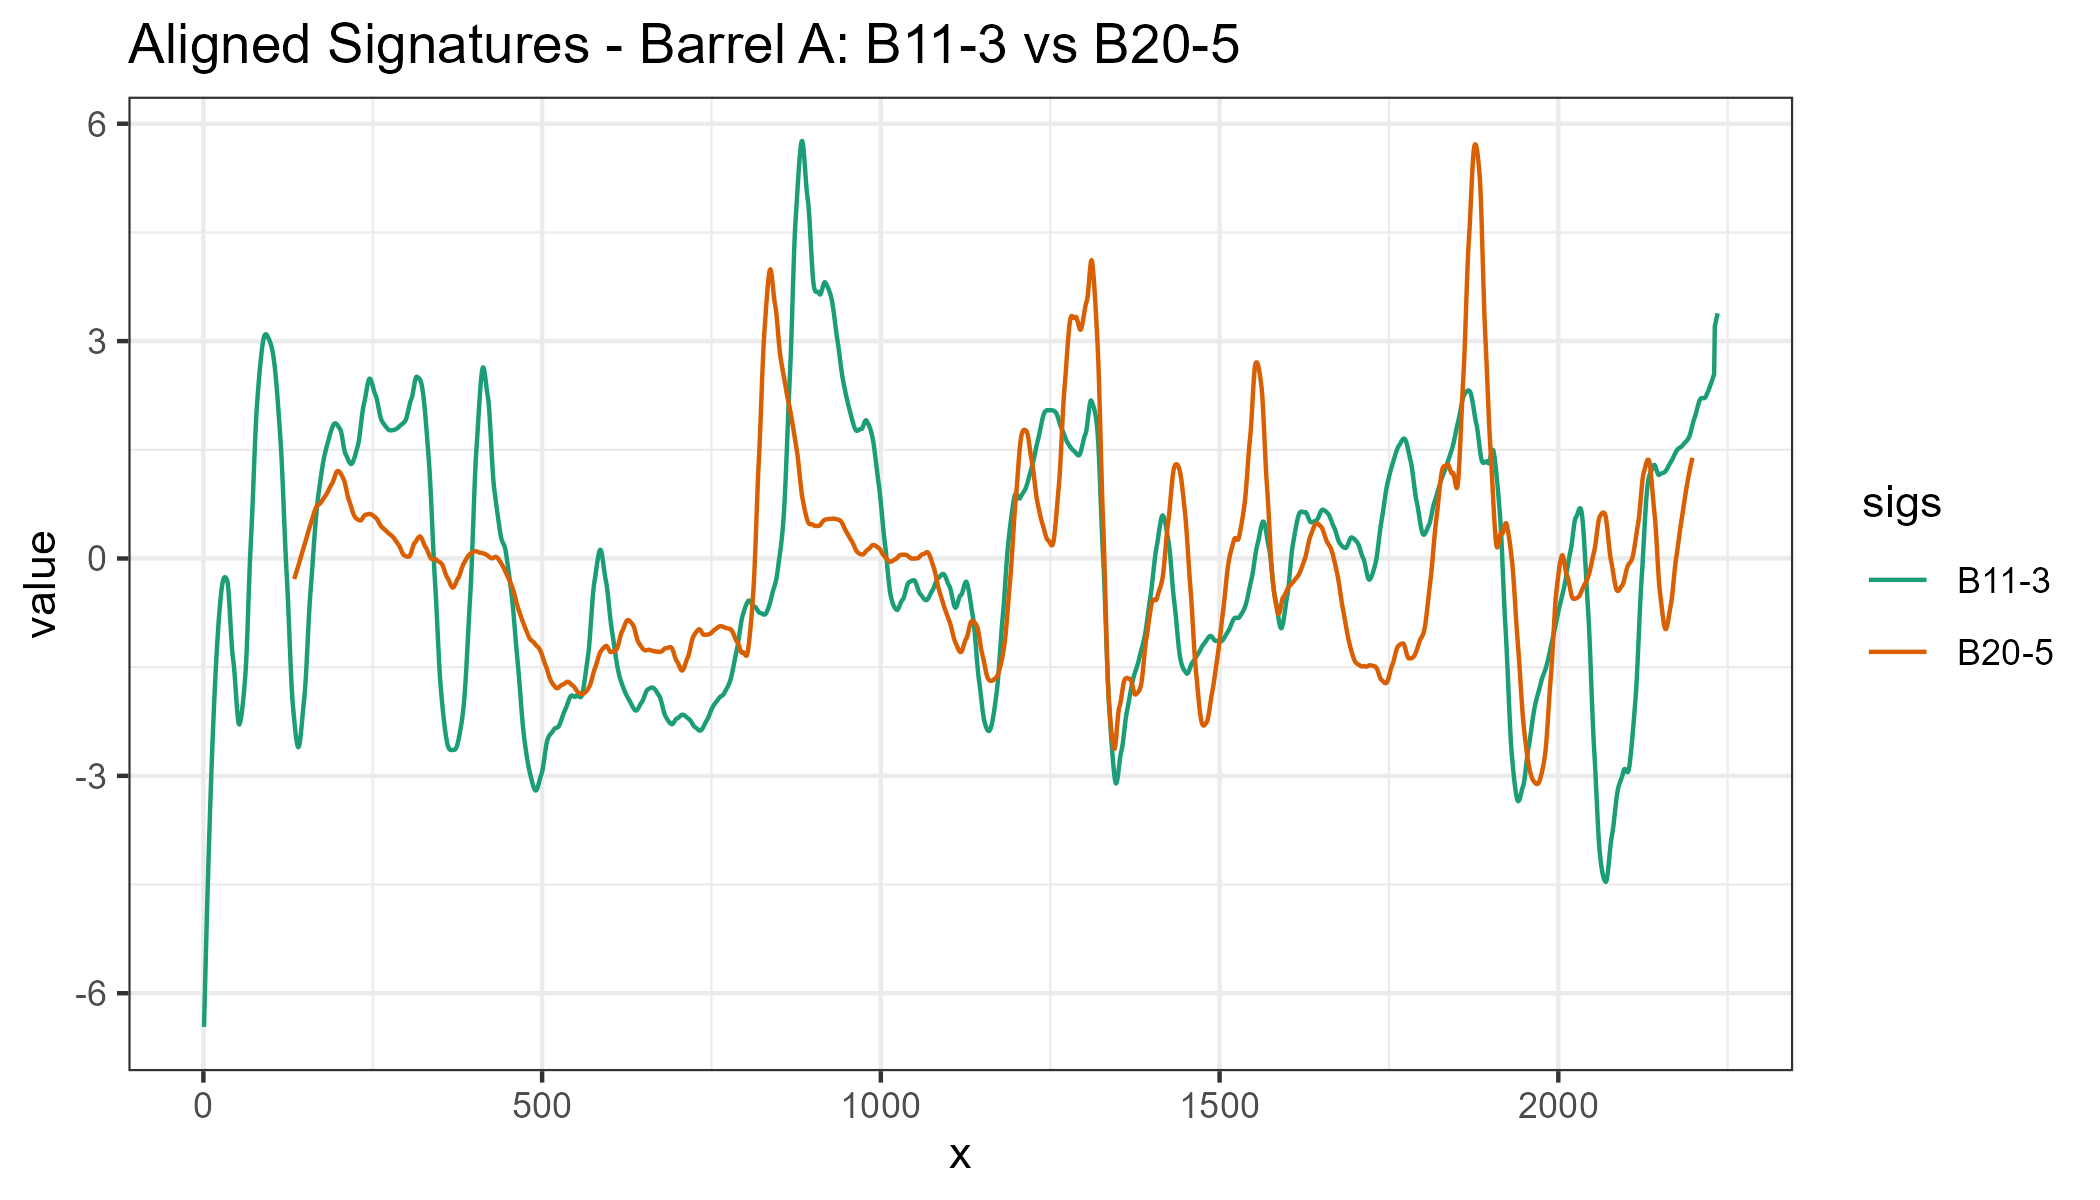 Aligned Signatures - Barrel A: B11-3 vs B20-5
6
3
0
-3
-6
value
0 500 1000 1500 2000
x
sigs
B11-3
B20-5